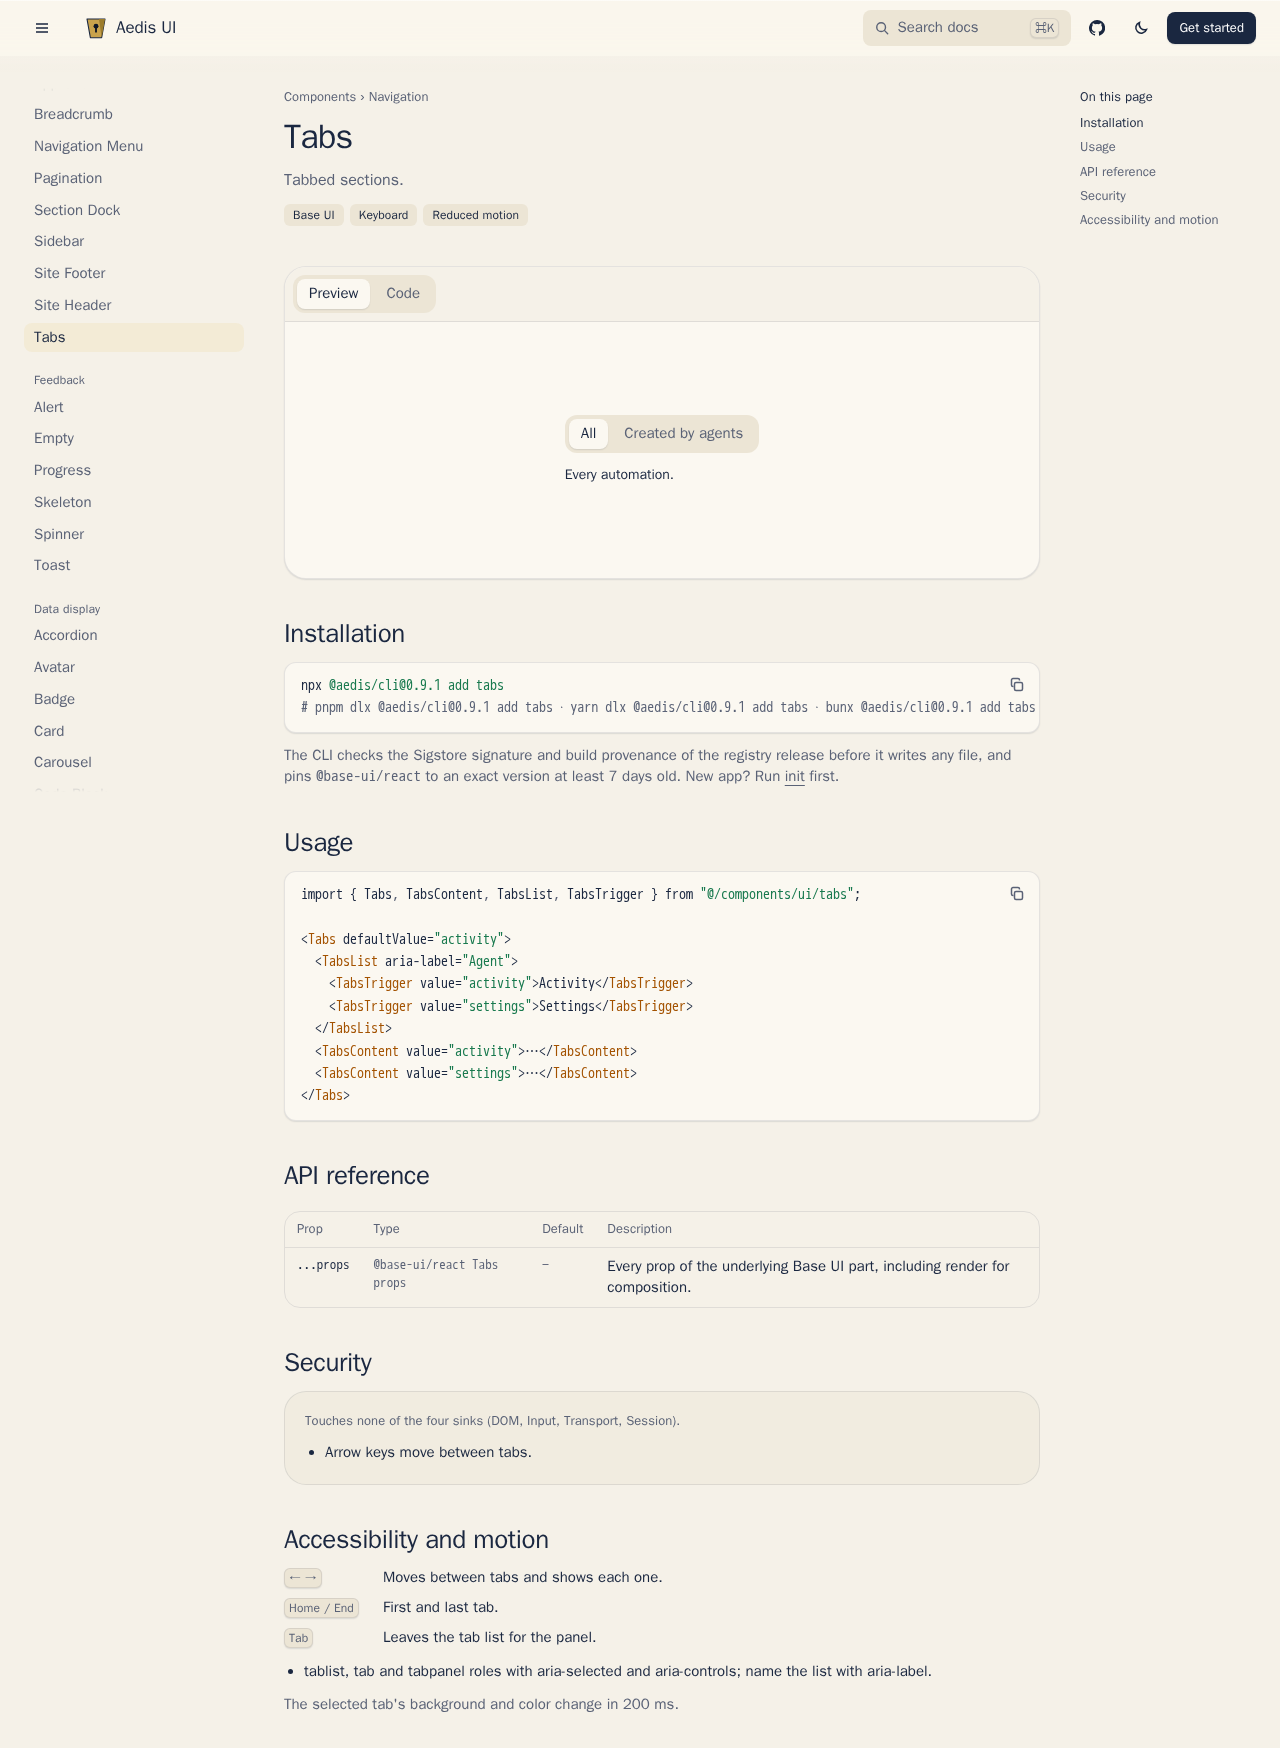 Aedis UI
Search docs
⌘K
Get started
Breadcrumb
Navigation Menu
Pagination
Section Dock
Sidebar
Site Footer
Site Header
Tabs
Feedback
Alert
Empty
Progress
Skeleton
Spinner
Toast
Data display
Accordion
Avatar
Badge
Card
Carousel
Components › Navigation
Tabs
Tabbed sections.
Base UI
Keyboard
Reduced motion
Preview
Code
All
Created by agents
Every automation.
Installation
npx @aedis/cli@0.9.1 add tabs
# pnpm dlx @aedis/cli@0.9.1 add tabs · yarn dlx @aedis/cli@0.9.1 add tabs · bunx @aedis/cli@0.9.1 add tabs
The CLI checks the Sigstore signature and build provenance of the registry release before it writes any file, and
pins @base-ui/react to an exact version at least 7 days old. New app? Run init first.
Usage
import { Tabs, TabsContent, TabsList, TabsTrigger } from "@/components/ui/tabs";
<Tabs defaultValue="activity">
<TabsList aria-label="Agent">
<TabsTrigger value="activity">Activity</TabsTrigger>
<TabsTrigger value="settings">Settings</TabsTrigger>
</TabsList>
<TabsContent value="activity">…</TabsContent>
<TabsContent value="settings">…</TabsContent>
</Tabs>
API reference
Prop Type Default Description
...props @base-ui/react Tabs props — Every prop of the underlying Base UI part, including render for
composition.
Security
Touches none of the four sinks (DOM, Input, Transport, Session).
• Arrow keys move between tabs.
Accessibility and motion
← → Moves between tabs and shows each one.
Home / End First and last tab.
Tab Leaves the tab list for the panel.
• tablist, tab and tabpanel roles with aria-selected and aria-controls; name the list with aria-label.
The selected tab's background and color change in 200 ms.
On this page
Installation
Usage
API reference
Security
Accessibility and motion